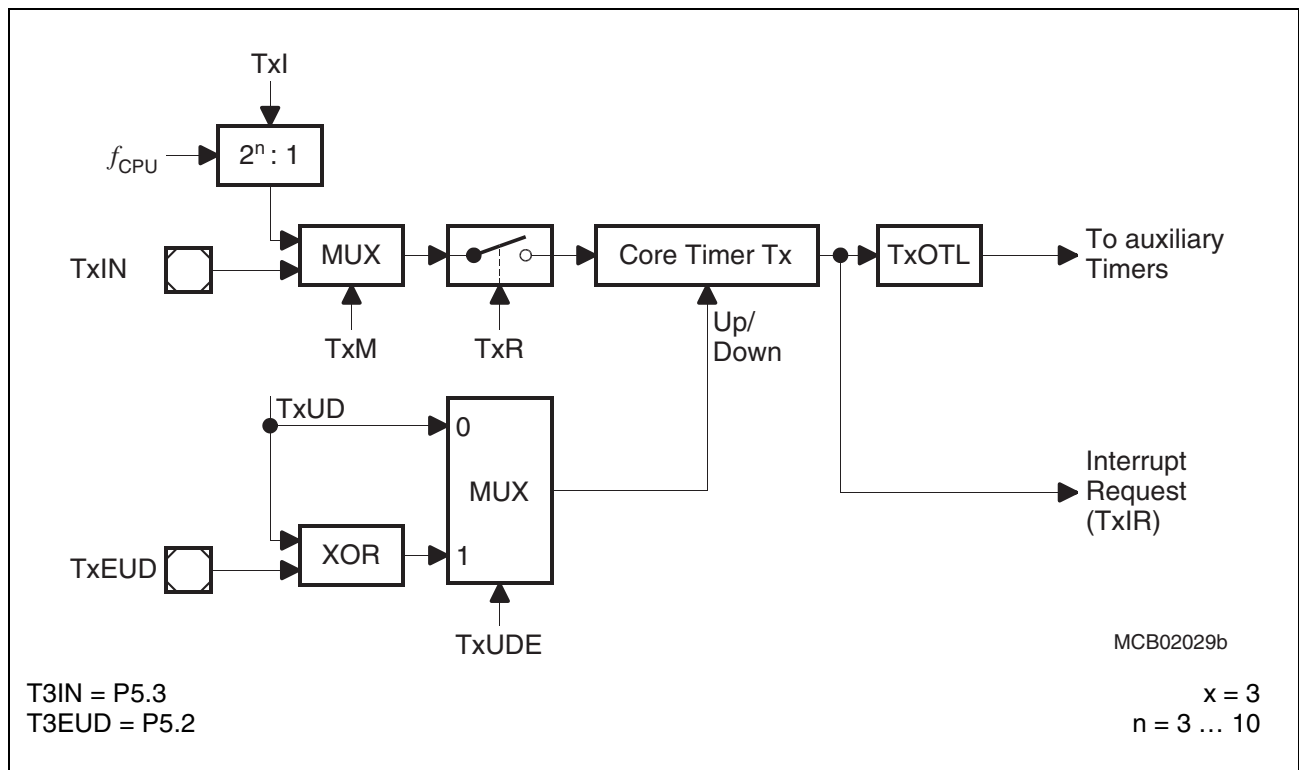 TxI
fCPU
2ⁿ : 1
TxIN
MUX
Core Timer Tx
TxOTL
To auxiliary
Timers
TxM
TxR
Up/
Down
TxUD
0
MUX
Interrupt
Request
(TxIR)
TxEUD
XOR
1
TxUDE
MCB02029b
T3IN = P5.3
T3EUD = P5.2
x = 3
n = 3 … 10